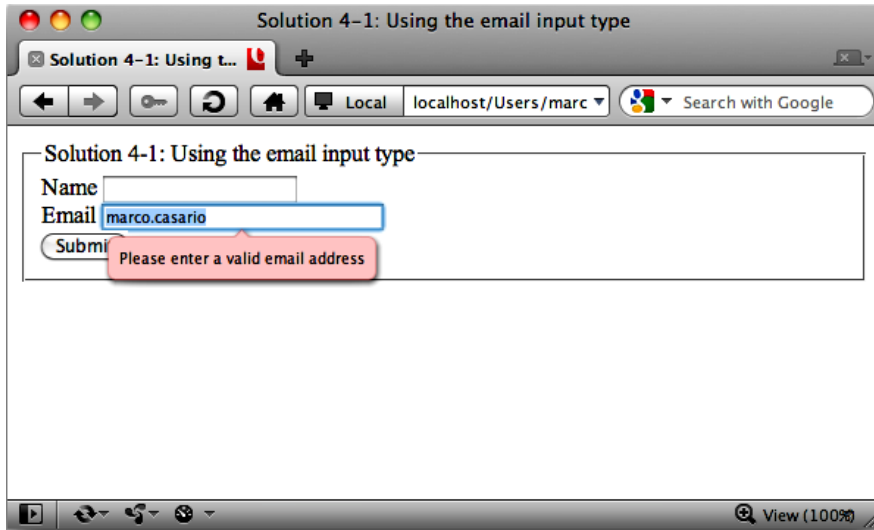 Solution 4-1: Using the email input type
Solution 4-1: Using t...
Local localhost/Users/marc Search with Google
Solution 4-1: Using the email input type
Name
Email marco.casario
Submi
Please enter a valid email address
View (100%)